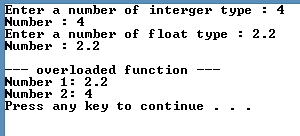 Enter a number of interger type : 4
Number : 4
Enter a number of float type : 2.2
Number : 2.2
--- overloaded function ---
Number 1: 2.2
Number 2: 4
Press any key to continue . . .